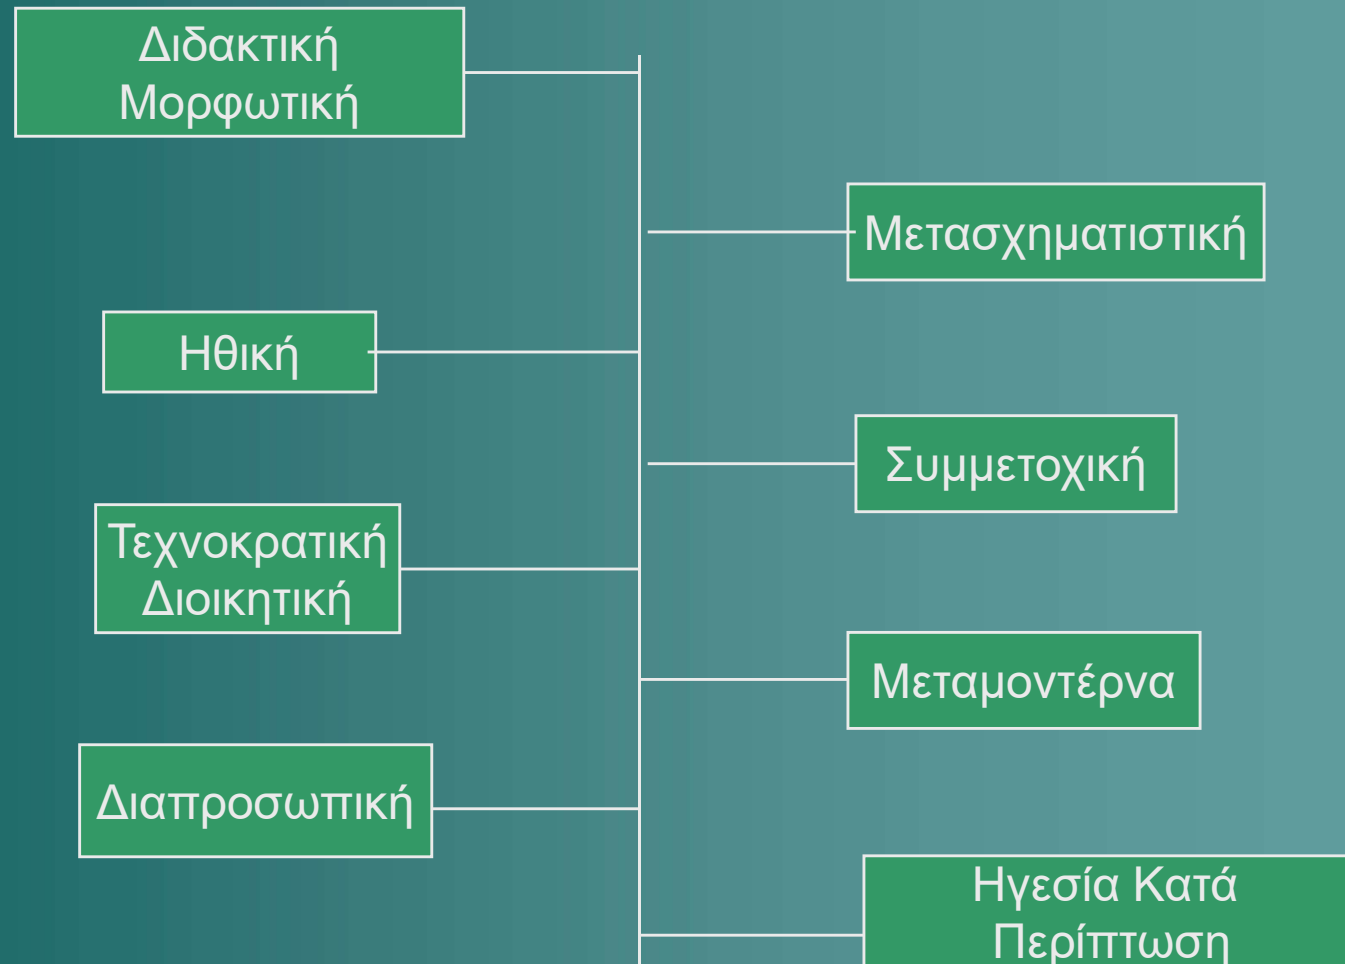 Διδακτική
Μορφωτική
Μετασχηματιστική
Ηθική
Συμμετοχική
Τεχνοκρατική
Διοικητική
Μεταμοντέρνα
Διαπροσωπική
Ηγεσία Κατά
Περίπτωση